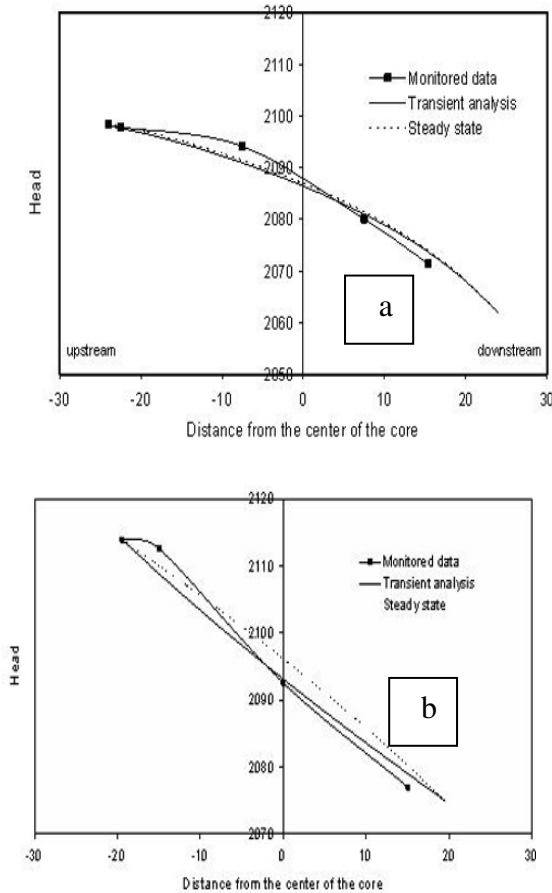 2120
2110
2100
2090
2080
2070
2060
2050
Head
Monitored data
Transient analysis
Steady state
a
upstream
downstream
-30
-20
-10
0
10
20
30
Distance from the center of the core
2120
2110
2100
2090
2080
2070
Head
Monitored data
Transient analysis
Steady state
b
-30
-20
-10
0
10
20
30
Distance from the center of the core